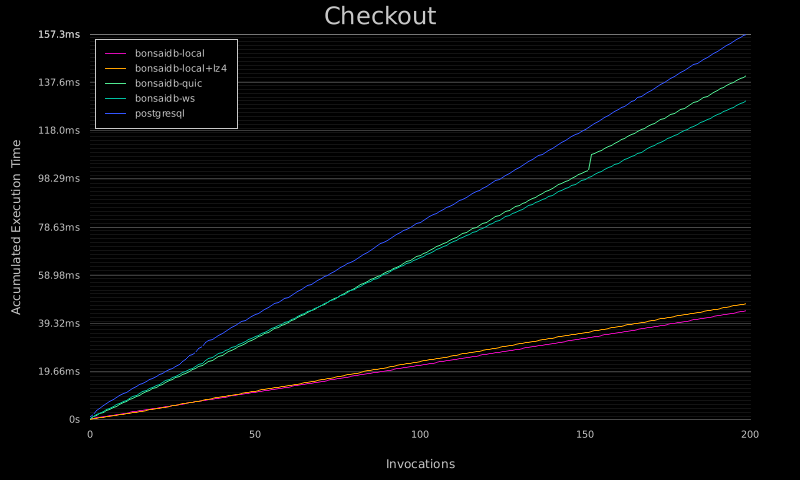 Checkout
157.3ms
137.6ms
118.0ms
98.29ms
78.63ms
58.98ms
39.32ms
19.66ms
0s
Accumulated Execution Time
bonsaidb-local
bonsaidb-local+lz4
bonsaidb-quic
bonsaidb-ws
postgresql
0
50
100
150
200
Invocations